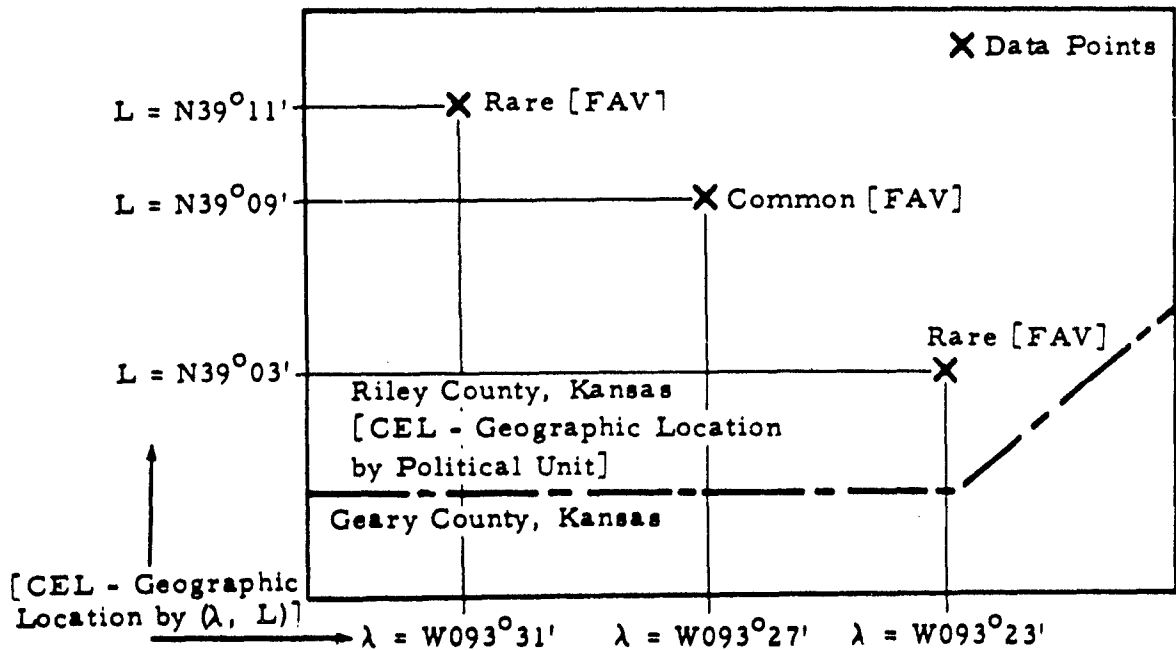 Data Points
L = N39°11'
Rare [FAV]
L = N39°09'
Common [FAV]
Rare [FAV]
L = N39°03'
Riley County, Kansas
[CEL - Geographic Location
by Political Unit]
Geary County, Kansas
[CEL - Geographic
Location by (λ, L)]
λ = W093°31' λ = W093°27' λ = W093°23'